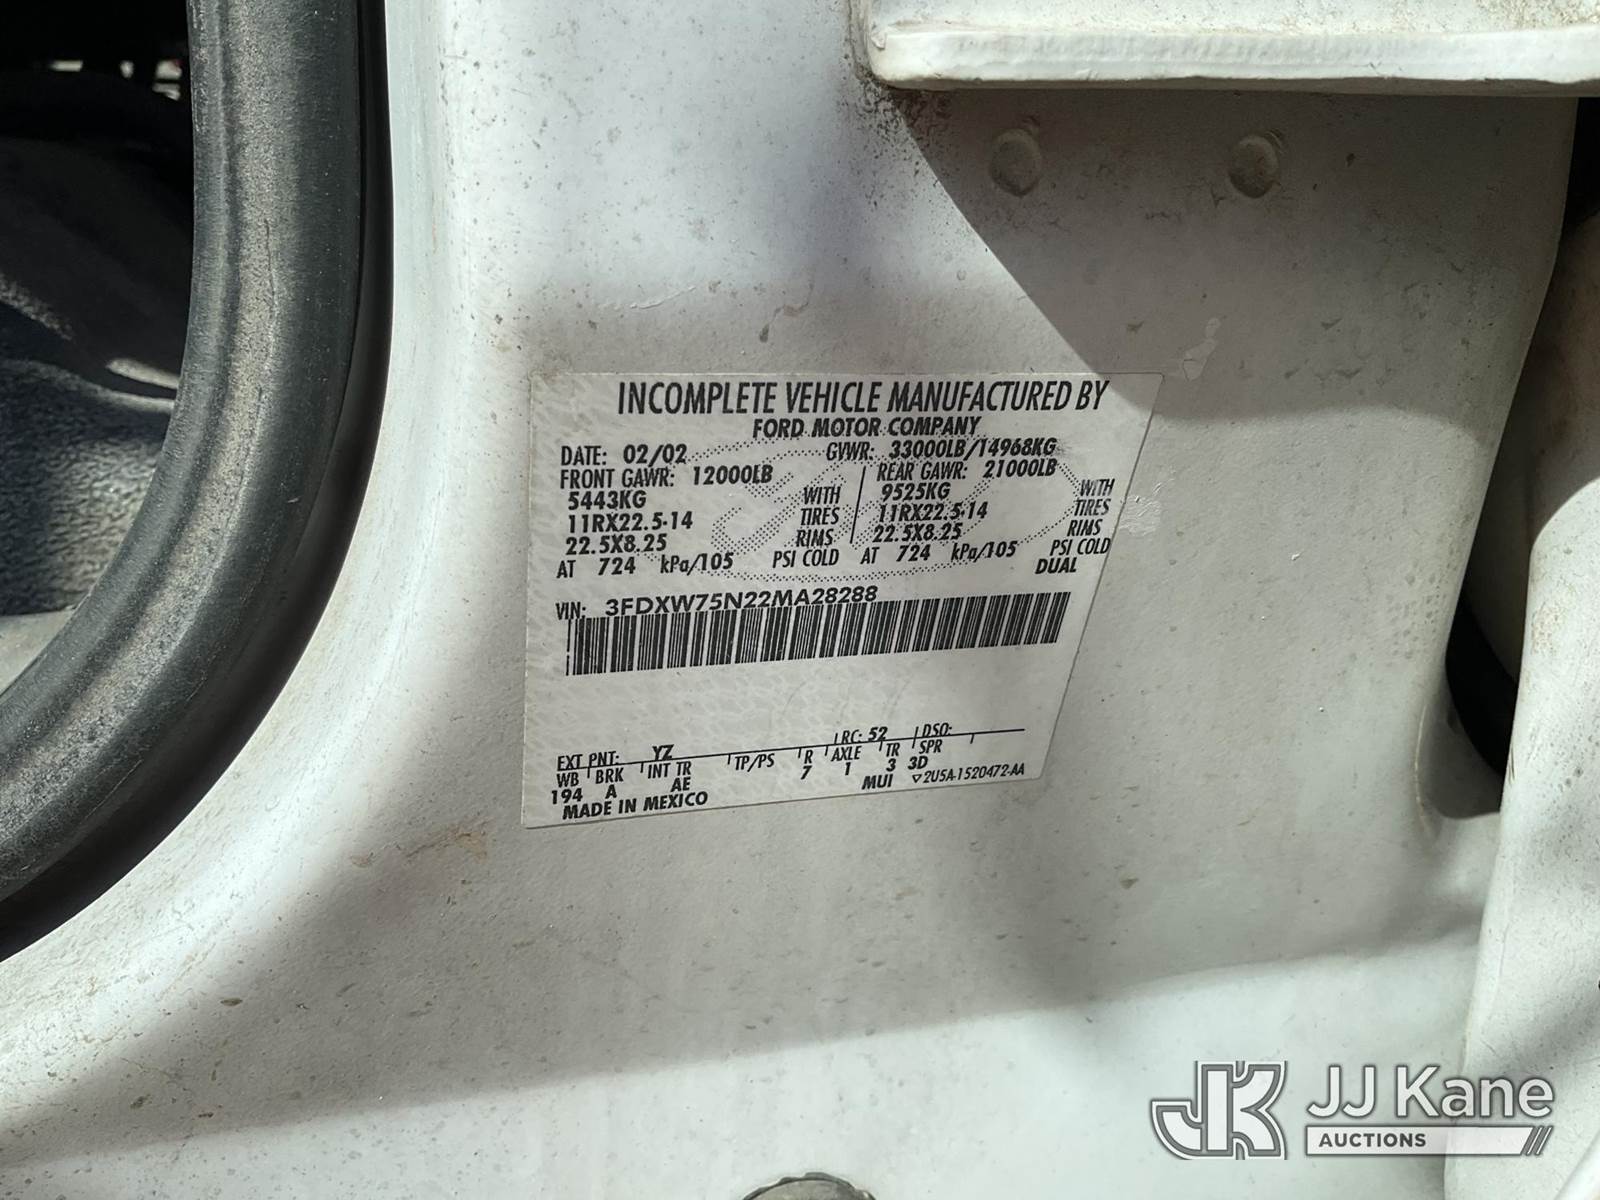 INCOMPLETE VEHICLE MANUFACTURED BY
FORD MOTOR COMPANY
DATE: 02/02 GVWR: 33000LB/14968KG
FRONT GAWR: 12000LB REAR GAWR: 21000LB
5443KG WITH 9525KG WITH
11RX22.5-14 TIRES 11RX22.5-14 TIRES
22.5X8.25 RIMS 22.5X8.25 RIMS
AT 724 kPa/105 PSI COLD AT 724 kPa/105 PSI COLD
DUAL
VIN: 3FDXW75N22MA28288
EXT PNT: YZ RC: 52 DSO:
WB BRK INT TR TP/PS R AXLE TR SPR
194 A AE 7 1 3 3D
MADE IN MEXICO MUI ▽2U5A-1520472-AA
JK JJ Kane
AUCTIONS